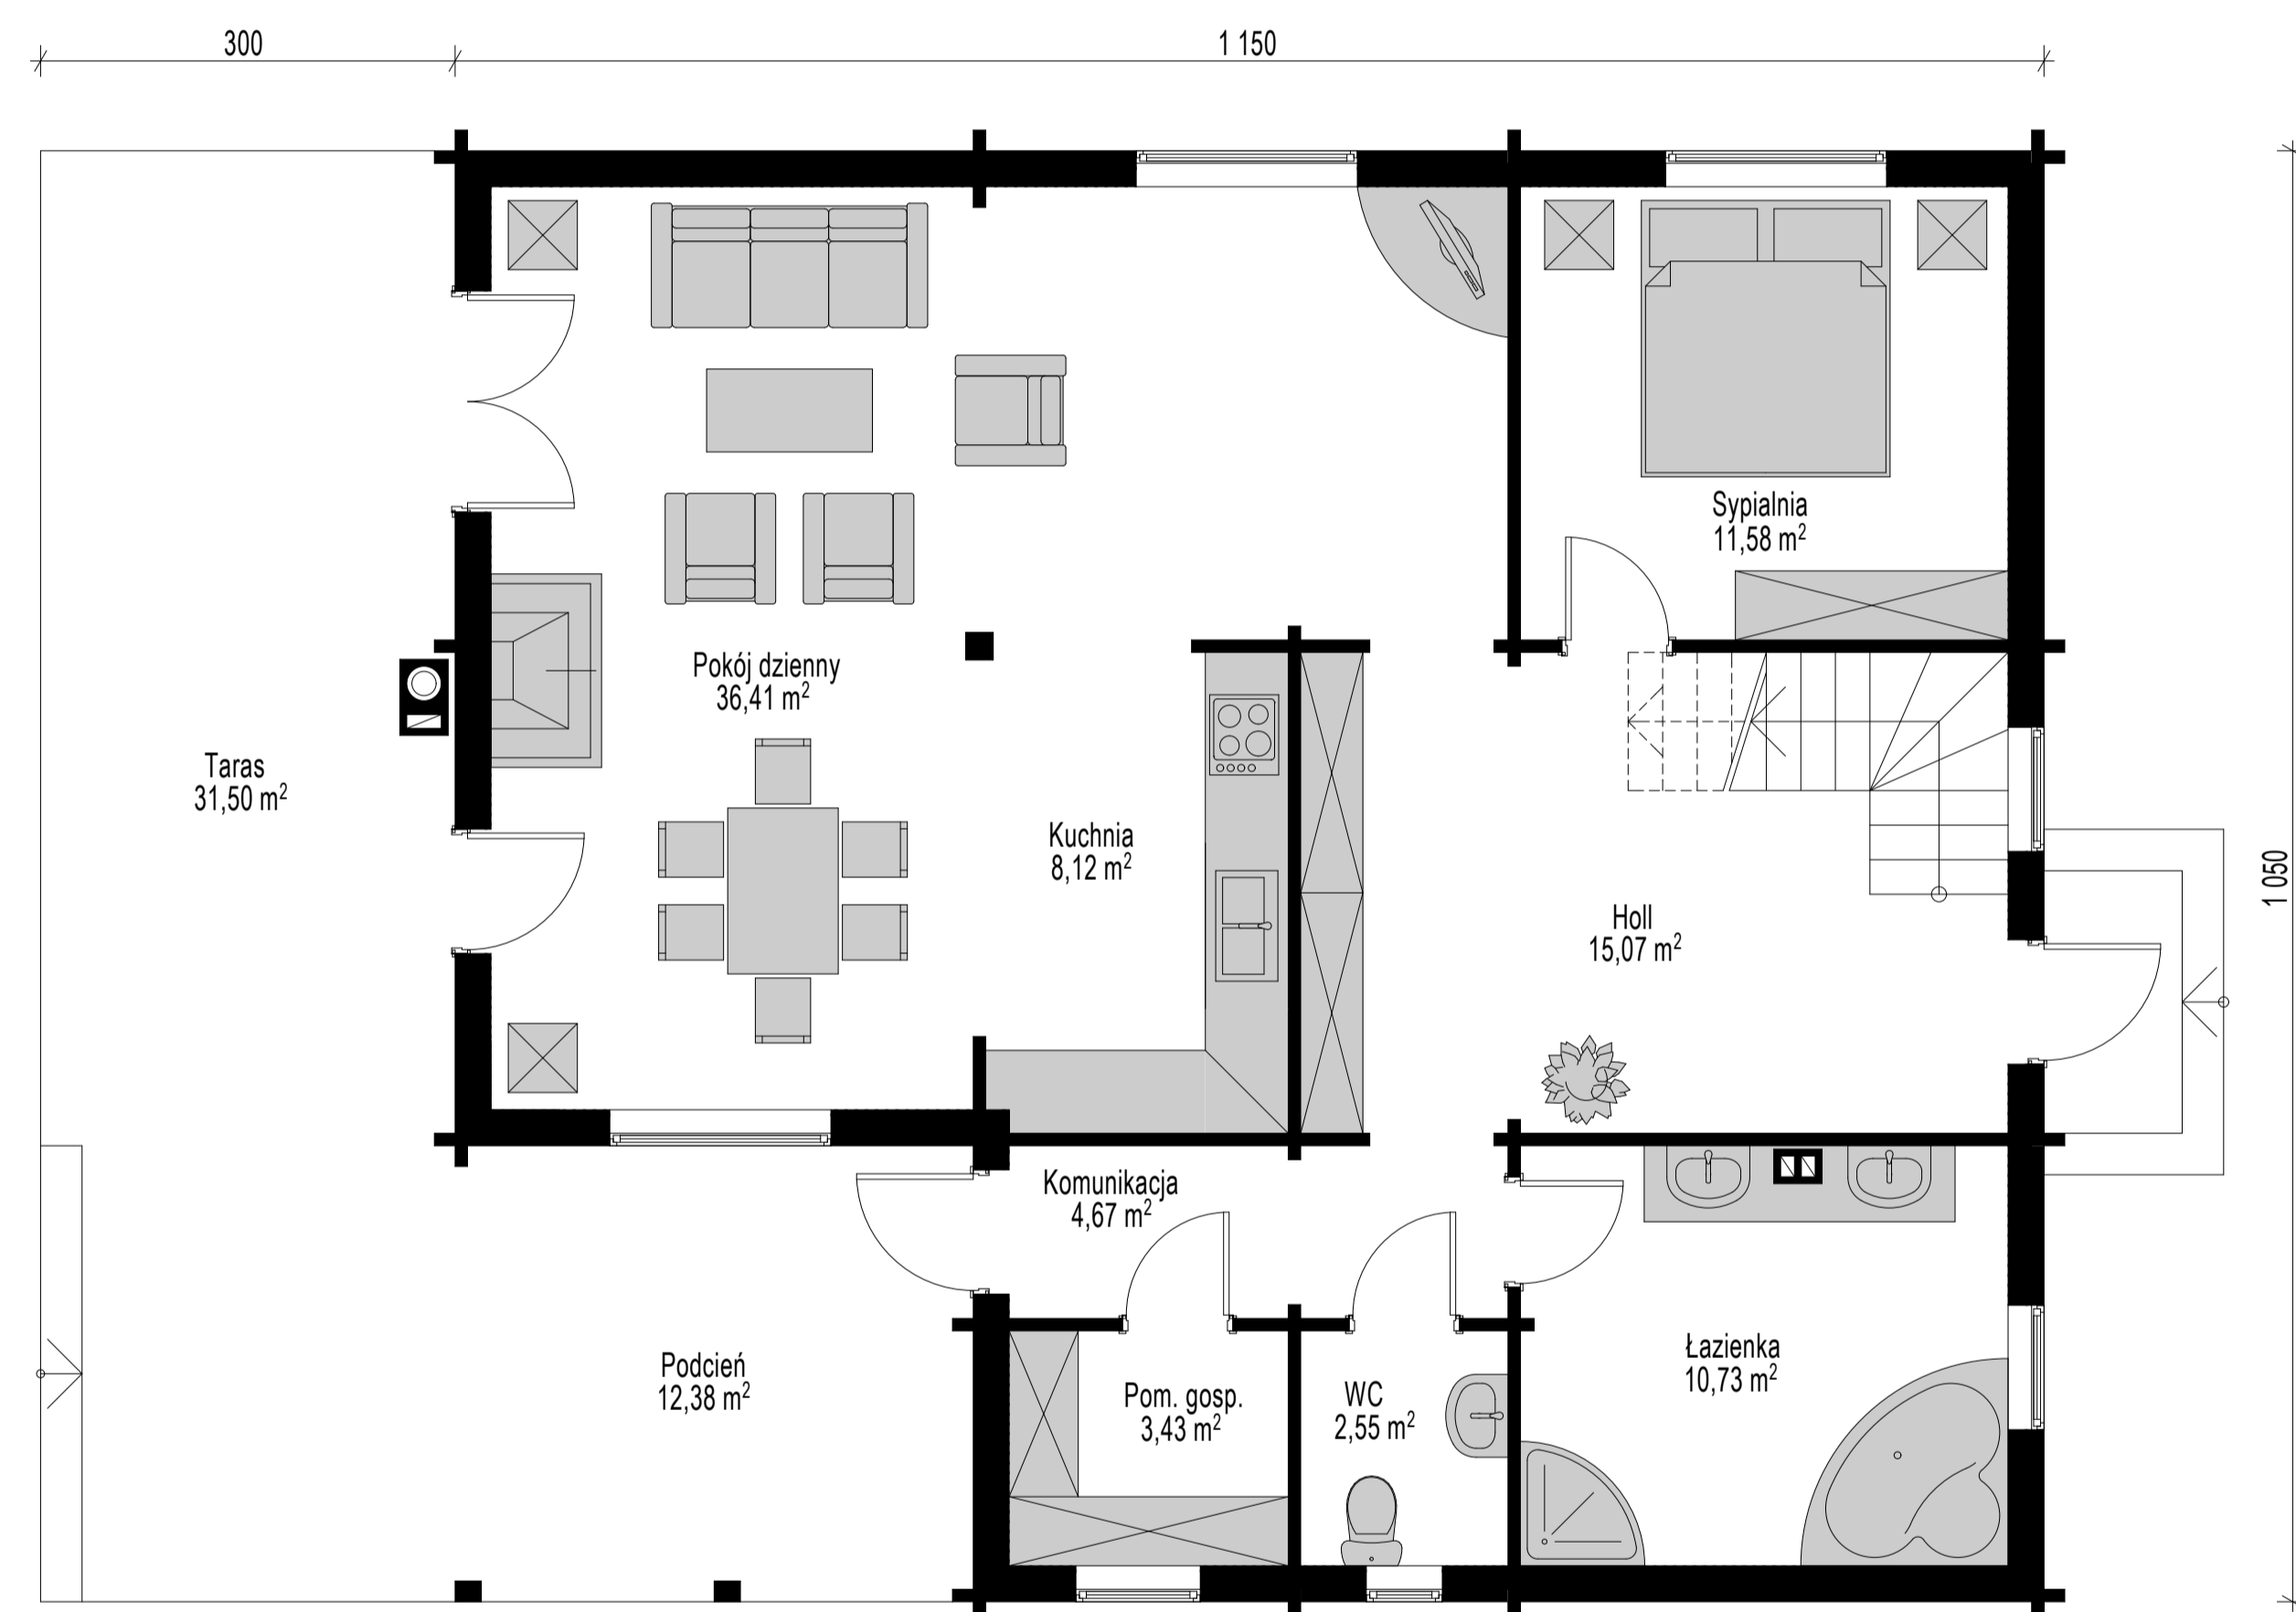 300
1 150
Sypialnia
11,58 m²
Pokój dzienny
36,41 m²
Taras
31,50 m²
Kuchnia
8,12 m²
1 050
Holl
15,07 m²
Komunikacja
4,67 m²
Łazienka
10,73 m²
Podcień
12,38 m²
Pom. gosp.
3,43 m²
WC
2,55 m²